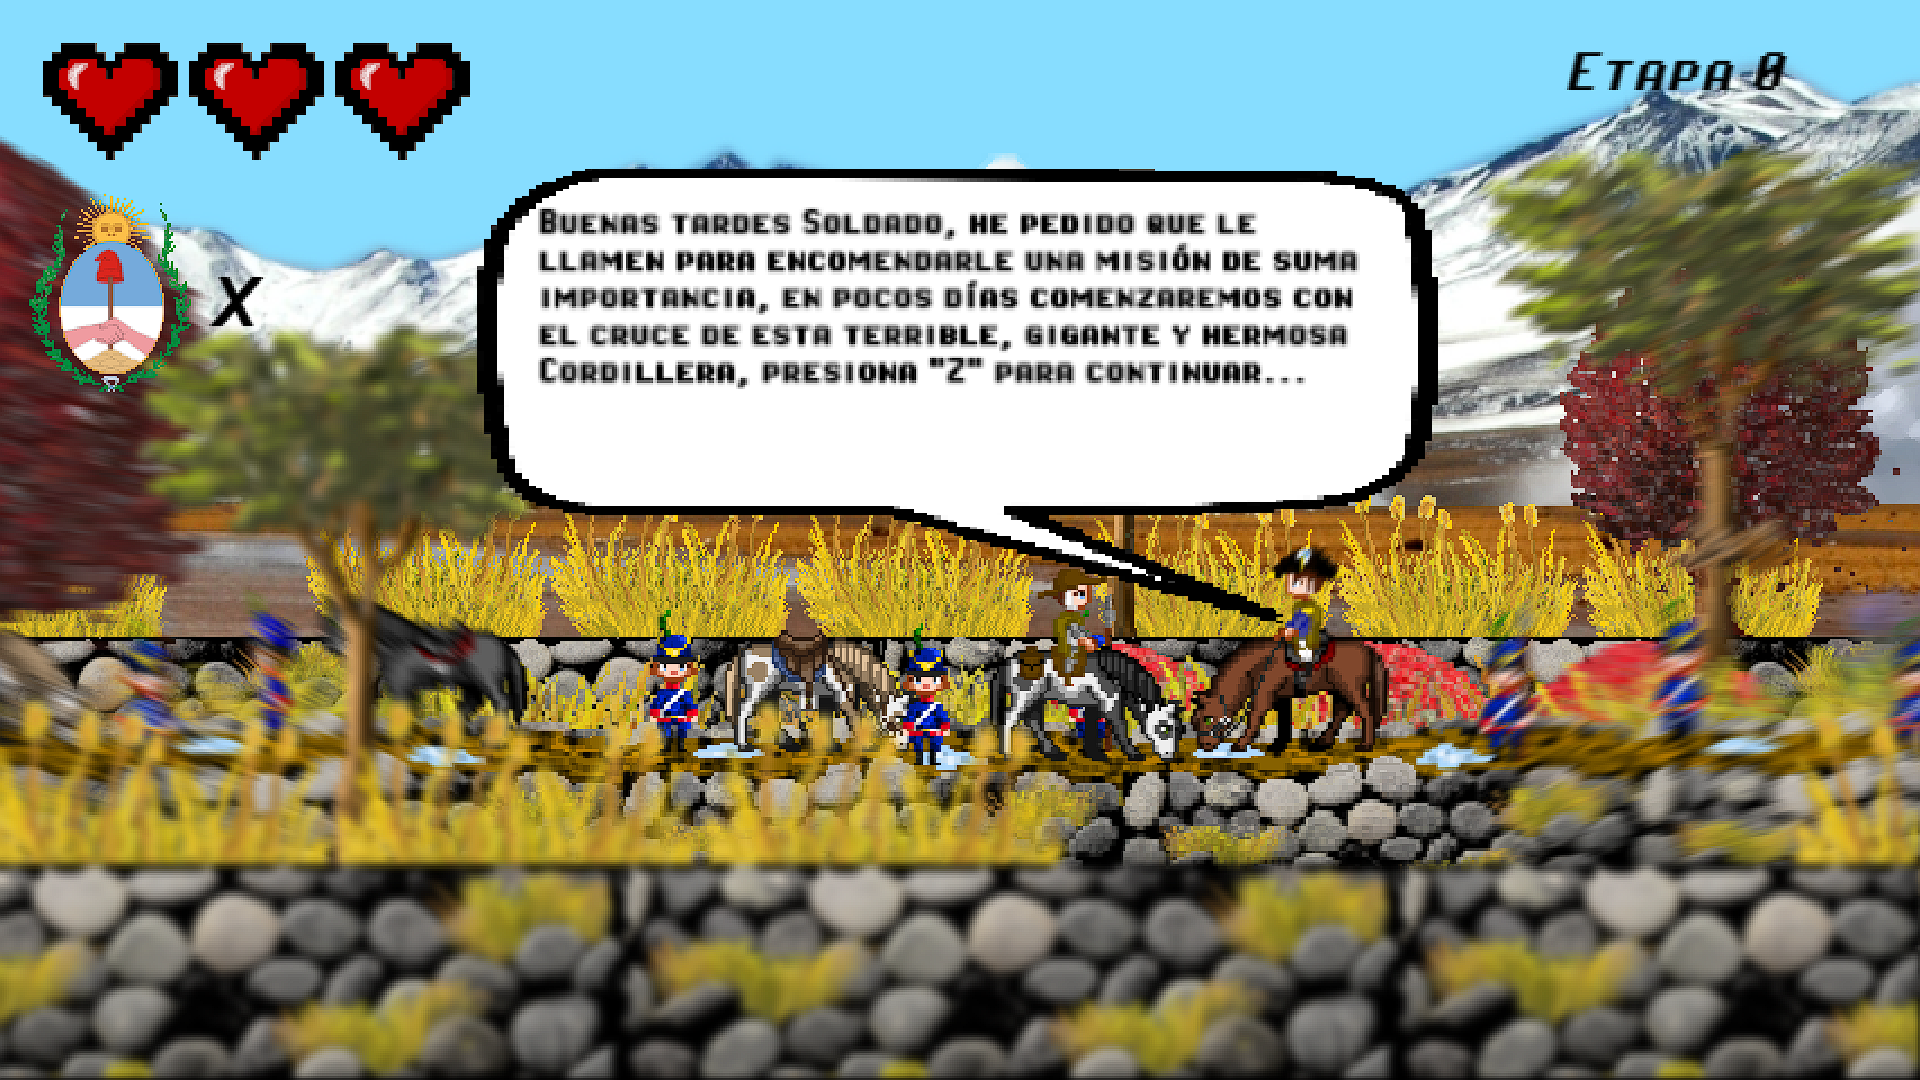 Etapa 0
X
Buenas tardes Soldado, he pedido que le
llamen para encomendarle una misión de suma
importancia, en pocos días comenzaremos con
el cruce de esta terrible, gigante y hermosa
Cordillera, presiona "Z" para continuar...